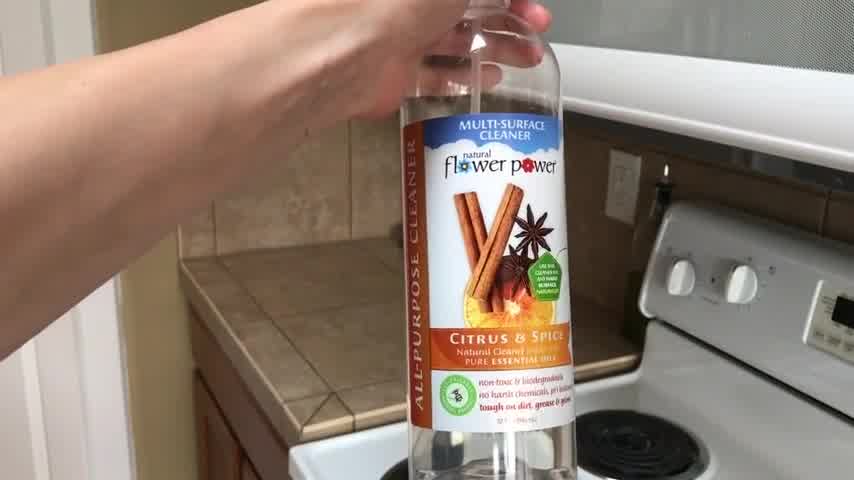 MULTI-SURFACE
CLEANER
natural
flower power
ALL-PURPOSE CLEANER
CITRUS & SPICE
Natural Cleaner
PURE ESSENTIAL OILS
non-toxic & biodegradable
no harsh chemicals,
tough on dirt, grease & grime